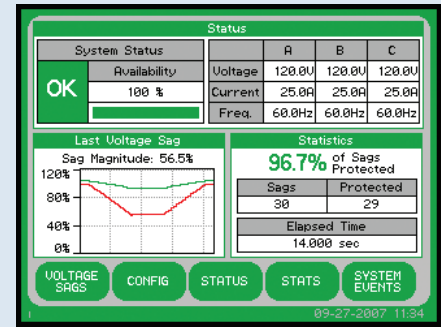 Status
System Status
OK
Availability
100 %
A B C
Voltage 120.0V 120.0V 120.0V
Current 25.0A 25.0A 25.0A
Freq. 60.0Hz 60.0Hz 60.0Hz
Last Voltage Sag
Sag Magnitude: 56.5%
120%
80%
40%
0%
Statistics
96.7% of Sags Protected
Sags Protected
30 29
Elapsed Time
14.000 sec
VOLTAGE SAGS
CONFIG
STATUS
STATS
SYSTEM EVENTS
09-27-2007 11:34